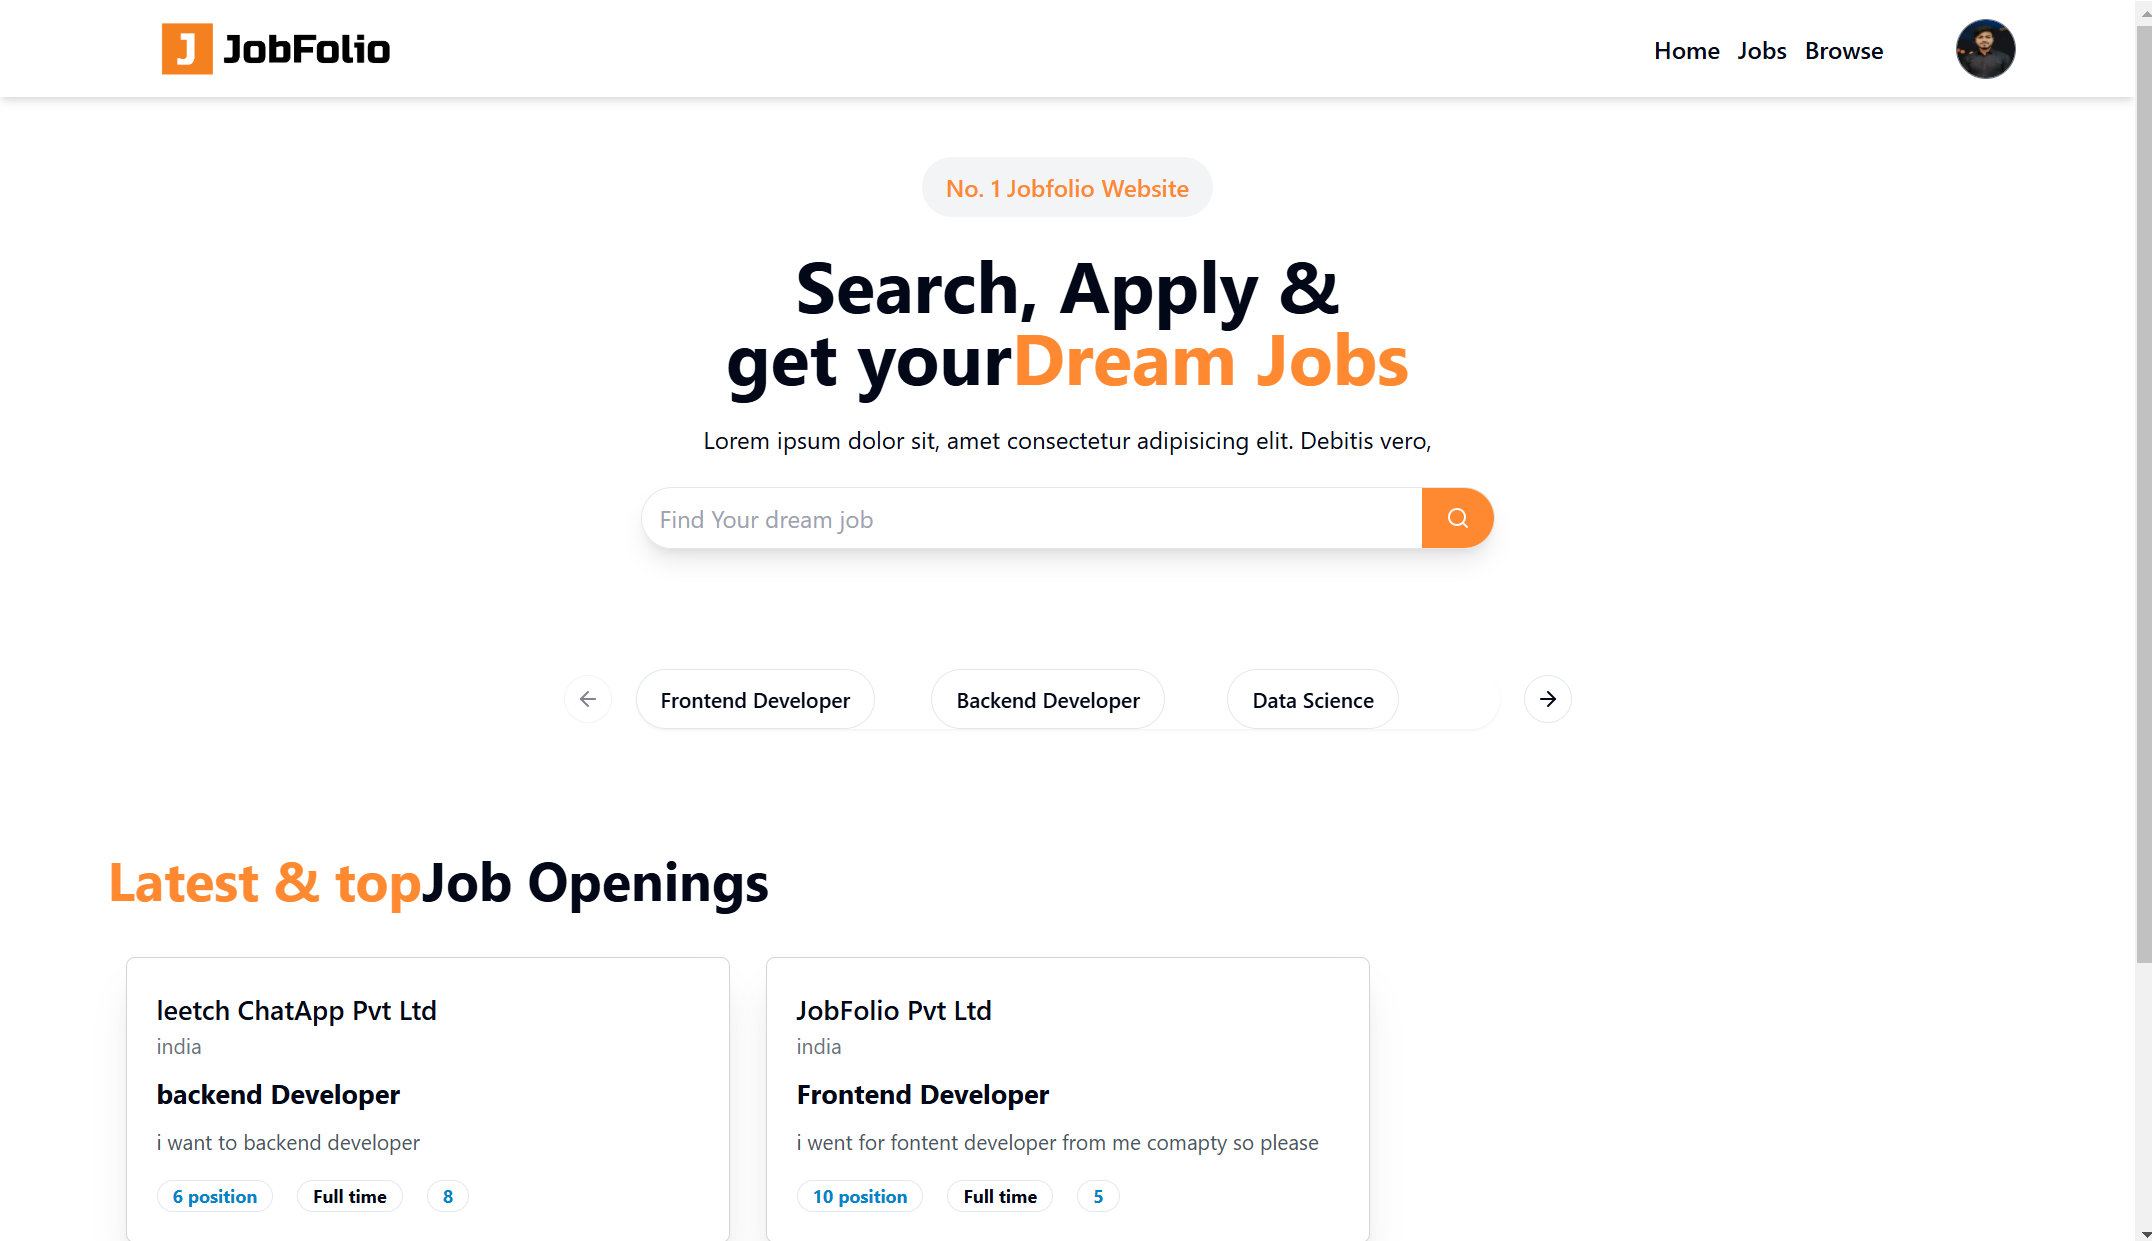 J JobFolio
Home Jobs Browse
No. 1 Jobfolio Website
Search, Apply &
get yourDream Jobs
Lorem ipsum dolor sit, amet consectetur adipisicing elit. Debitis vero,
Find Your dream job
Frontend Developer Backend Developer Data Science
Latest & topJob Openings
leetch ChatApp Pvt Ltd
india
backend Developer
i want to backend developer
6 position Full time 8
JobFolio Pvt Ltd
india
Frontend Developer
i went for fontent developer from me comapty so please
10 position Full time 5